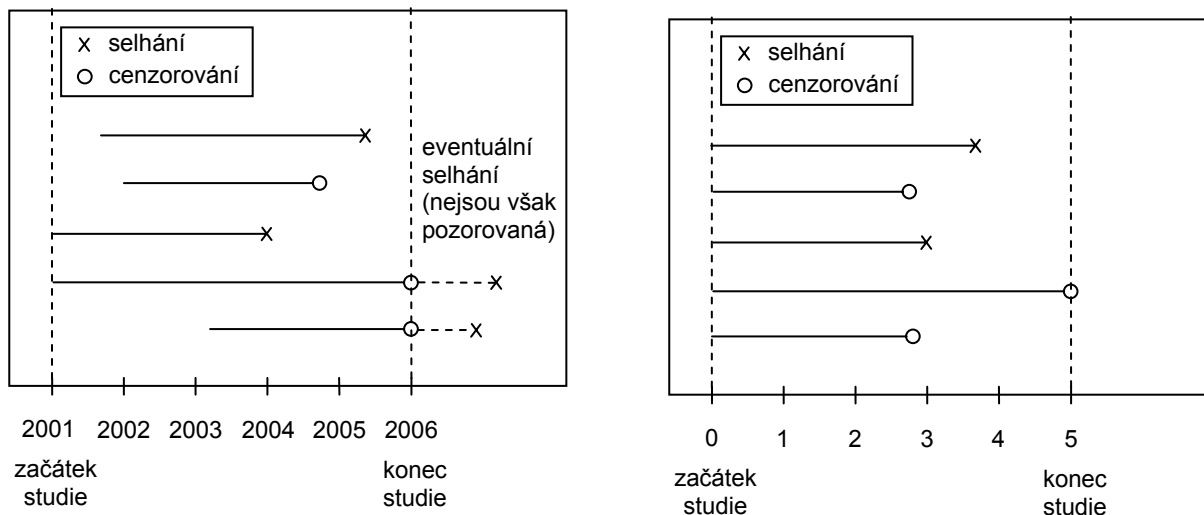 selhání
cenzorování
eventuální
selhání
(nejsou však
pozorovaná)
2001 2002 2003 2004 2005 2006
začátek
studie
konec
studie
selhání
cenzorování
0 1 2 3 4 5
začátek
studie
konec
studie